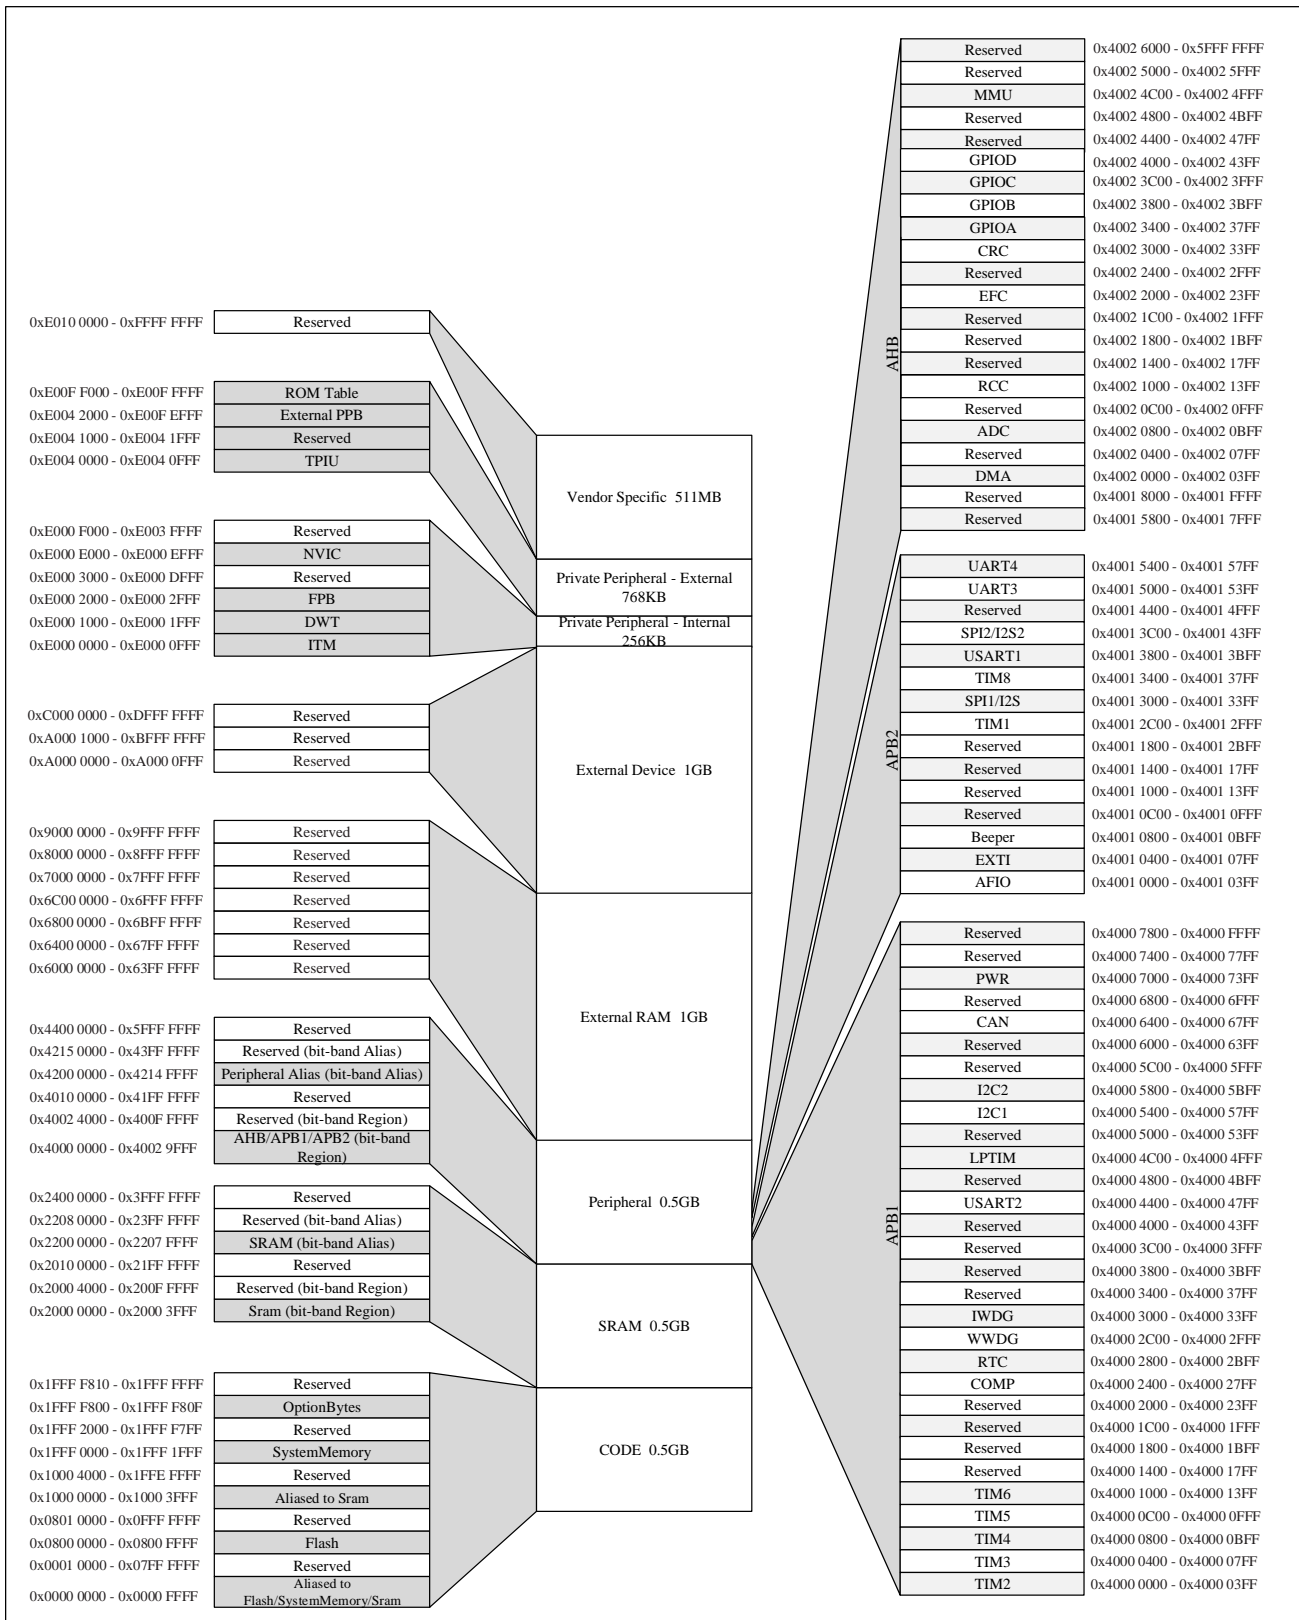 0xE010 0000 - 0xFFFF FFFF Reserved
0xE00F F000 - 0xE00F FFFF ROM Table
0xE004 2000 - 0xE00F EFFF External PPB
0xE004 1000 - 0xE004 1FFF Reserved
0xE004 0000 - 0xE004 0FFF TPIU
0xE000 F000 - 0xE003 FFFF Reserved
0xE000 E000 - 0xE000 EFFF NVIC
0xE000 3000 - 0xE000 DFFF Reserved
0xE000 2000 - 0xE000 2FFF FPB
0xE000 1000 - 0xE000 1FFF DWT
0xE000 0000 - 0xE000 0FFF ITM
0xC000 0000 - 0xDFFF FFFF Reserved
0xA000 1000 - 0xBFFF FFFF Reserved
0xA000 0000 - 0xA000 0FFF Reserved
0x9000 0000 - 0x9FFF FFFF Reserved
0x8000 0000 - 0x8FFF FFFF Reserved
0x7000 0000 - 0x7FFF FFFF Reserved
0x6C00 0000 - 0x6FFF FFFF Reserved
0x6800 0000 - 0x6BFF FFFF Reserved
0x6400 0000 - 0x67FF FFFF Reserved
0x6000 0000 - 0x63FF FFFF Reserved
0x4400 0000 - 0x5FFF FFFF Reserved
0x4215 0000 - 0x43FF FFFF Reserved (bit-band Alias)
0x4200 0000 - 0x4214 FFFF Peripheral Alias (bit-band Alias)
0x4010 0000 - 0x41FF FFFF Reserved
0x4002 4000 - 0x400F FFFF Reserved (bit-band Region)
0x4000 0000 - 0x4002 9FFF AHB/APB1/APB2 (bit-band
Region)
0x2400 0000 - 0x3FFF FFFF Reserved
0x2208 0000 - 0x23FF FFFF Reserved (bit-band Alias)
0x2200 0000 - 0x2207 FFFF SRAM (bit-band Alias)
0x2010 0000 - 0x21FF FFFF Reserved
0x2000 4000 - 0x200F FFFF Reserved (bit-band Region)
0x2000 0000 - 0x2000 3FFF Sram (bit-band Region)
0x1FFF F810 - 0x1FFF FFFF Reserved
0x1FFF F800 - 0x1FFF F80F OptionBytes
0x1FFF 2000 - 0x1FFF F7FF Reserved
0x1FFF 0000 - 0x1FFF 1FFF SystemMemory
0x1000 4000 - 0x1FFE FFFF Reserved
0x1000 0000 - 0x1000 3FFF Aliased to Sram
0x0801 0000 - 0x0FFF FFFF Reserved
0x0800 0000 - 0x0800 FFFF Flash
0x0001 0000 - 0x07FF FFFF Reserved
0x0000 0000 - 0x0000 FFFF Aliased to
Flash/SystemMemory/Sram
Vendor Specific 511MB
Private Peripheral - External
768KB
Private Peripheral - Internal
256KB
External Device 1GB
External RAM 1GB
Peripheral 0.5GB
SRAM 0.5GB
CODE 0.5GB
AHB
Reserved 0x4002 6000 - 0x5FFF FFFF
Reserved 0x4002 5000 - 0x4002 5FFF
MMU 0x4002 4C00 - 0x4002 4FFF
Reserved 0x4002 4800 - 0x4002 4BFF
Reserved 0x4002 4400 - 0x4002 47FF
GPIOD 0x4002 4000 - 0x4002 43FF
GPIOC 0x4002 3C00 - 0x4002 3FFF
GPIOB 0x4002 3800 - 0x4002 3BFF
GPIOA 0x4002 3400 - 0x4002 37FF
CRC 0x4002 3000 - 0x4002 33FF
Reserved 0x4002 2400 - 0x4002 2FFF
EFC 0x4002 2000 - 0x4002 23FF
Reserved 0x4002 1C00 - 0x4002 1FFF
Reserved 0x4002 1800 - 0x4002 1BFF
Reserved 0x4002 1400 - 0x4002 17FF
RCC 0x4002 1000 - 0x4002 13FF
Reserved 0x4002 0C00 - 0x4002 0FFF
ADC 0x4002 0800 - 0x4002 0BFF
Reserved 0x4002 0400 - 0x4002 07FF
DMA 0x4002 0000 - 0x4002 03FF
Reserved 0x4001 8000 - 0x4001 FFFF
Reserved 0x4001 5800 - 0x4001 7FFF
APB2
UART4 0x4001 5400 - 0x4001 57FF
UART3 0x4001 5000 - 0x4001 53FF
Reserved 0x4001 4400 - 0x4001 4FFF
SPI2/I2S2 0x4001 3C00 - 0x4001 43FF
USART1 0x4001 3800 - 0x4001 3BFF
TIM8 0x4001 3400 - 0x4001 37FF
SPI1/I2S 0x4001 3000 - 0x4001 33FF
TIM1 0x4001 2C00 - 0x4001 2FFF
Reserved 0x4001 1800 - 0x4001 2BFF
Reserved 0x4001 1400 - 0x4001 17FF
Reserved 0x4001 1000 - 0x4001 13FF
Reserved 0x4001 0C00 - 0x4001 0FFF
Beeper 0x4001 0800 - 0x4001 0BFF
EXTI 0x4001 0400 - 0x4001 07FF
AFIO 0x4001 0000 - 0x4001 03FF
APB1
Reserved 0x4000 7800 - 0x4000 FFFF
Reserved 0x4000 7400 - 0x4000 77FF
PWR 0x4000 7000 - 0x4000 73FF
Reserved 0x4000 6800 - 0x4000 6FFF
CAN 0x4000 6400 - 0x4000 67FF
Reserved 0x4000 6000 - 0x4000 63FF
Reserved 0x4000 5C00 - 0x4000 5FFF
I2C2 0x4000 5800 - 0x4000 5BFF
I2C1 0x4000 5400 - 0x4000 57FF
Reserved 0x4000 5000 - 0x4000 53FF
LPTIM 0x4000 4C00 - 0x4000 4FFF
Reserved 0x4000 4800 - 0x4000 4BFF
USART2 0x4000 4400 - 0x4000 47FF
Reserved 0x4000 4000 - 0x4000 43FF
Reserved 0x4000 3C00 - 0x4000 3FFF
Reserved 0x4000 3800 - 0x4000 3BFF
Reserved 0x4000 3400 - 0x4000 37FF
IWDG 0x4000 3000 - 0x4000 33FF
WWDG 0x4000 2C00 - 0x4000 2FFF
RTC 0x4000 2800 - 0x4000 2BFF
COMP 0x4000 2400 - 0x4000 27FF
Reserved 0x4000 2000 - 0x4000 23FF
Reserved 0x4000 1C00 - 0x4000 1FFF
Reserved 0x4000 1800 - 0x4000 1BFF
Reserved 0x4000 1400 - 0x4000 17FF
TIM6 0x4000 1000 - 0x4000 13FF
TIM5 0x4000 0C00 - 0x4000 0FFF
TIM4 0x4000 0800 - 0x4000 0BFF
TIM3 0x4000 0400 - 0x4000 07FF
TIM2 0x4000 0000 - 0x4000 03FF